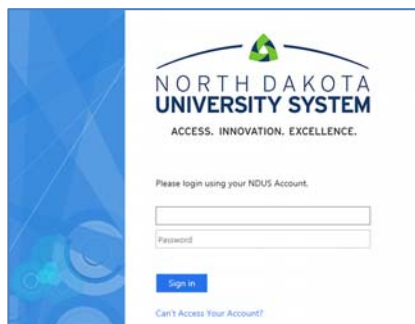 NORTH DAKOTA
UNIVERSITY SYSTEM
ACCESS. INNOVATION. EXCELLENCE.
Please login using your NDUS Account.
Password
Sign in
Can't Access Your Account?